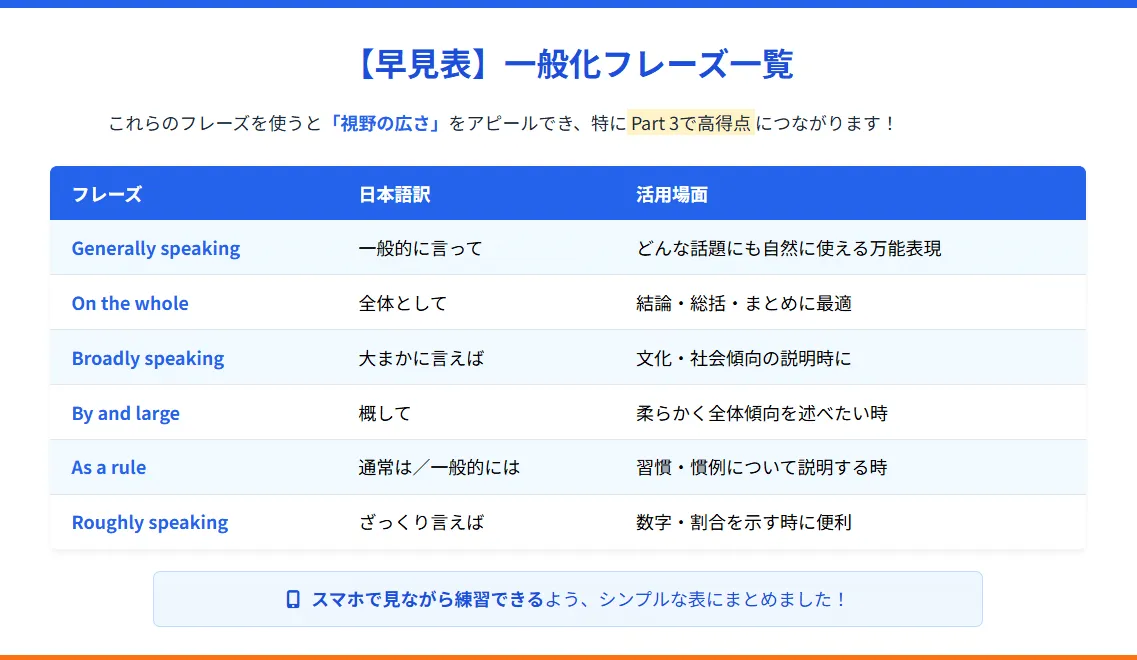 【早見表】一般化フレーズ一覧
これらのフレーズを使うと「視野の広さ」をアピールでき、特に Part 3で高得点 につながります！
フレーズ 日本語訳 活用場面
Generally speaking 一般的に言って どんな話題にも自然に使える万能表現
On the whole 全体として 結論・総括・まとめに最適
Broadly speaking 大まかに言えば 文化・社会傾向の説明時に
By and large 概して 柔らかく全体傾向を述べたい時
As a rule 通常は／一般的には 習慣・慣例について説明する時
Roughly speaking ざっくり言えば 数字・割合を示す時に便利
スマホで見ながら練習できるよう、シンプルな表にまとめました！